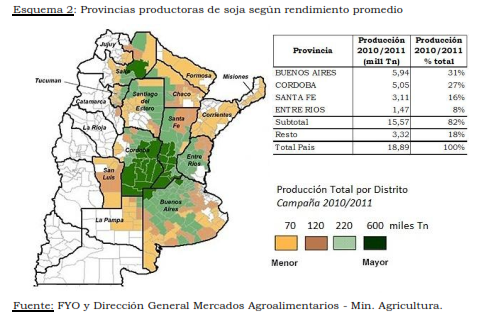 Esquema 2: Provincias productoras de soja según rendimiento promedio
Jujuy
Salta
Formosa
Misiones
Tucuman
Santiago
del
Estero
Chaco
Catamarca
Corrientes
Santa
Fe
La Rioja
Cordoba
Entre
Rios
San
Luis
Buenos
Aires
La Pampa
Provincia Producción 2010/2011 (mill Tn) Producción 2010/2011 % total
BUENOS AIRES 5,94 31%
CORDOBA 5,05 27%
SANTA FE 3,11 16%
ENTRE RIOS 1,47 8%
Subtotal 15,57 82%
Resto 3,32 18%
Total País 18,89 100%
Producción Total por Distrito
Campaña 2010/2011
70 120 220 600 miles Tn
Menor Mayor
Fuente: FYO y Dirección General Mercados Agroalimentarios - Min. Agricultura.